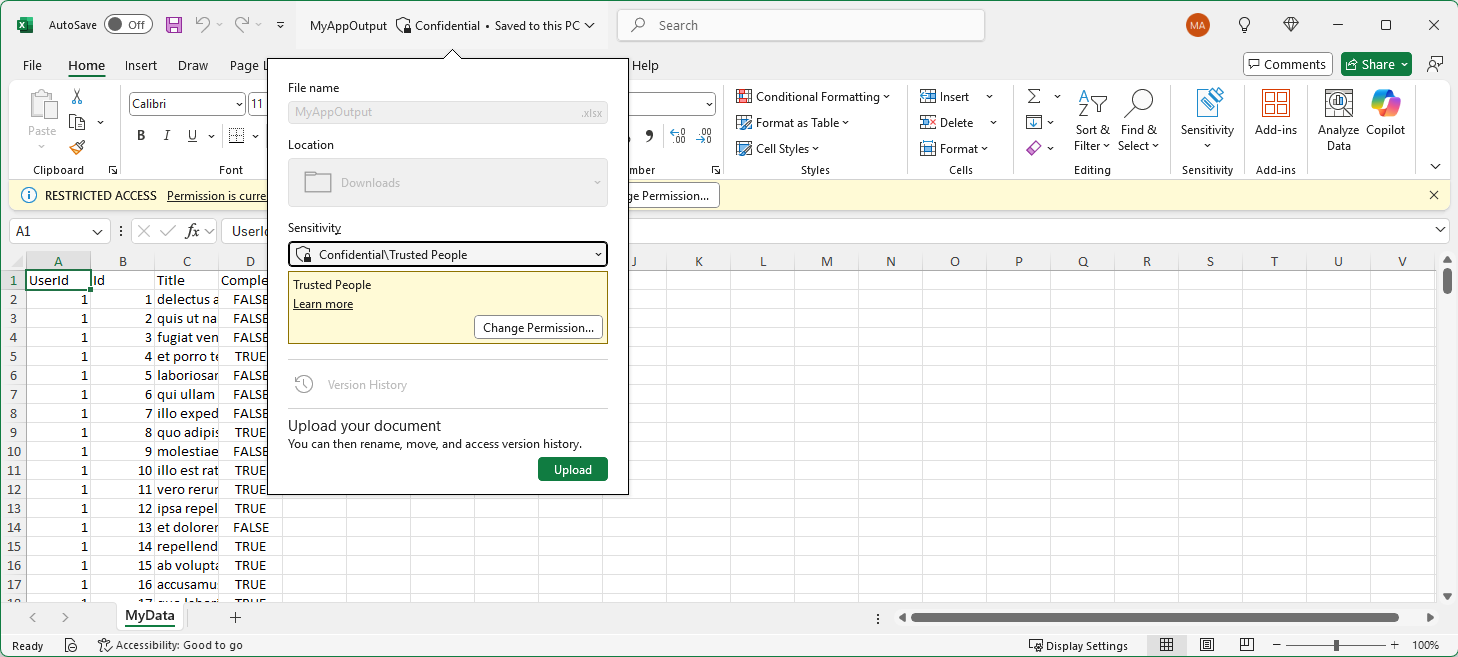 AutoSave Off MyAppOutput Confidential • Saved to this PC Search MA
File Home Insert Draw Page L Help Comments Share
Paste Calibri 11 Conditional Formatting Insert Sort & Find & Sensitivity Add-ins Analyze Copilot
B I U Format as Table Delete Filter Select Data
Cell Styles Format
Clipboard Font mber Styles Cells Editing Sensitivity Add-ins
RESTRICTED ACCESS Permission is curre ge Permission...
A1 fx UserId
File name
MyAppOutput .xlsx
Location
Downloads
Sensitivity
Confidential\Trusted People
Trusted People
Learn more
Change Permission...
Version History
Upload your document
You can then rename, move, and access version history.
Upload
A B C D J K L M N O P Q R S T U V
1 UserId Id Title Comple
2 1 1 delectus a FALSE
3 1 2 quis ut na FALSE
4 1 3 fugiat ven FALSE
5 1 4 et porro te TRUE
6 1 5 laboriosar FALSE
7 1 6 qui ullam FALSE
8 1 7 illo exped FALSE
9 1 8 quo adipis TRUE
10 1 9 molestiae FALSE
11 1 10 illo est rat TRUE
12 1 11 vero rerur TRUE
13 1 12 ipsa repel TRUE
14 1 13 et dolorer FALSE
15 1 14 repellend TRUE
16 1 15 ab volupta TRUE
17 1 16 accusamu TRUE
MyData
Ready Accessibility: Good to go Display Settings 100%